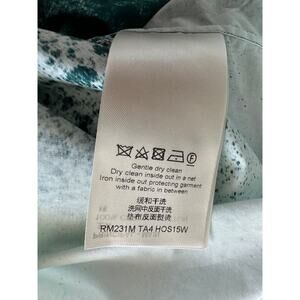 Gentle dry clean
Dry clean inside out in a net
Iron inside out protecting garment
with a fabric in between
缓和干洗
洗网中反面干洗
垫布反面熨烫
RM231M TA4 HOS15W